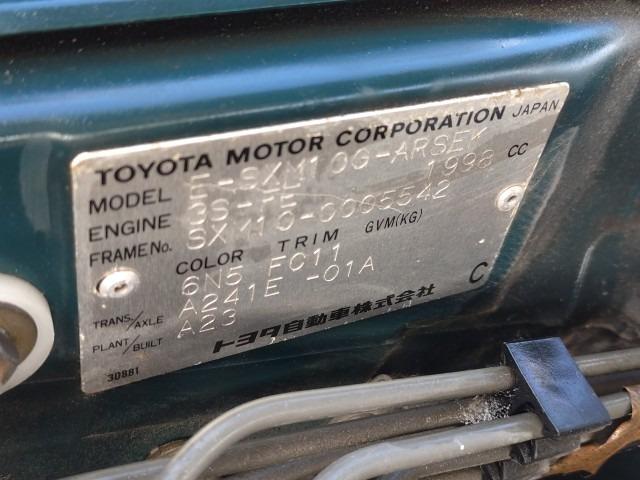 TOYOTA MOTOR CORPORATION JAPAN
MODEL E-SXM10G-ARSEK
ENGINE 3S-FE 1998 CC
FRAME No. SXM10-0005542
COLOR TRIM GVM(KG)
6N5 FC11
TRANS/AXLE A241E -01A C
PLANT/BUILT A23
トヨタ自動車株式会社
30881